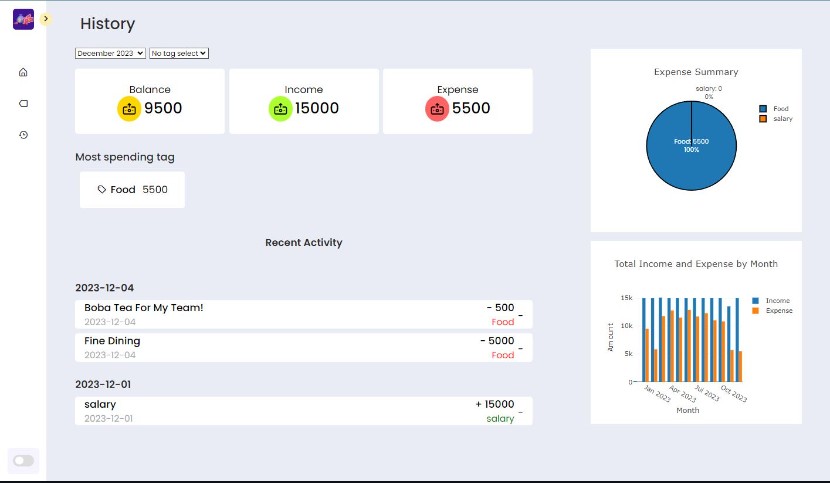 History
December 2023
No tag select
Balance
9500
Income
15000
Expense
5500
Most spending tag
Food 5500
Recent Activity
2023-12-04
Boba Tea For My Team!
- 500
2023-12-04
Food
Fine Dining
- 5000
2023-12-04
Food
2023-12-01
salary
+ 15000
2023-12-01
salary
Expense Summary
salary: 0
0%
Food: 5500
100%
Food
salary
Total Income and Expense by Month
15k
10k
5k
0
Amount
Jan 2023
Apr 2023
Jul 2023
Oct 2023
Month
Income
Expense